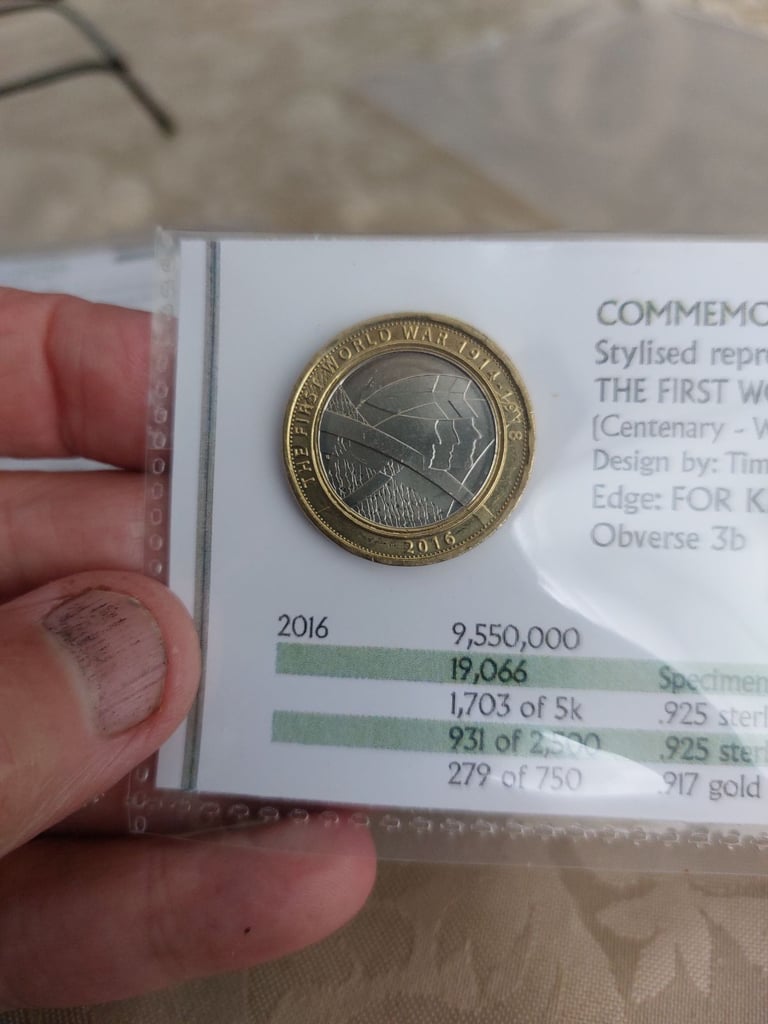 THE FIRST WORLD WAR 1914-1918
2016
COMMEMO
Stylised repr
THE FIRST WO
(Centenary - W
Design by: Tim
Edge: FOR K
Obverse 3b
2016 9,550,000
19,066 Specimen
1,703 of 5k .925 sterl
931 of 2,500 .925 ster
279 of 750 .917 gold